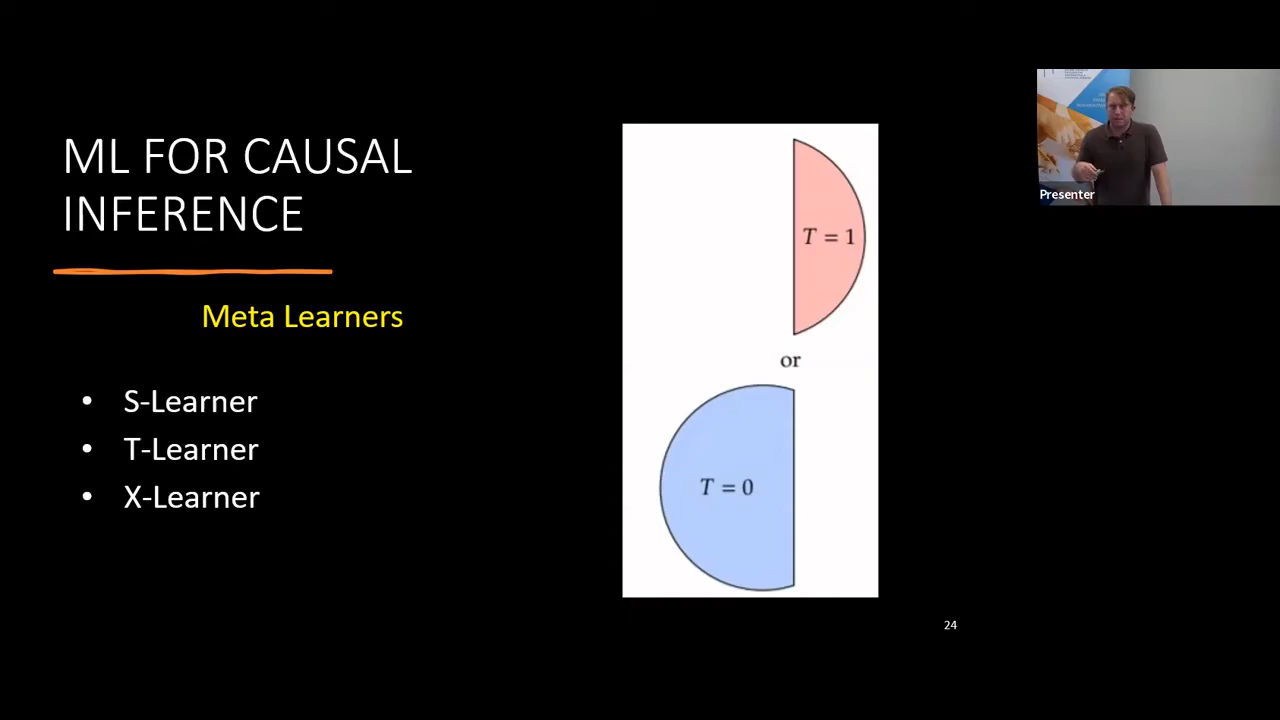 ML FOR CAUSAL
INFERENCE
Meta Learners
• S-Learner
• T-Learner
• X-Learner
T = 1
or
T = 0
24
Presenter